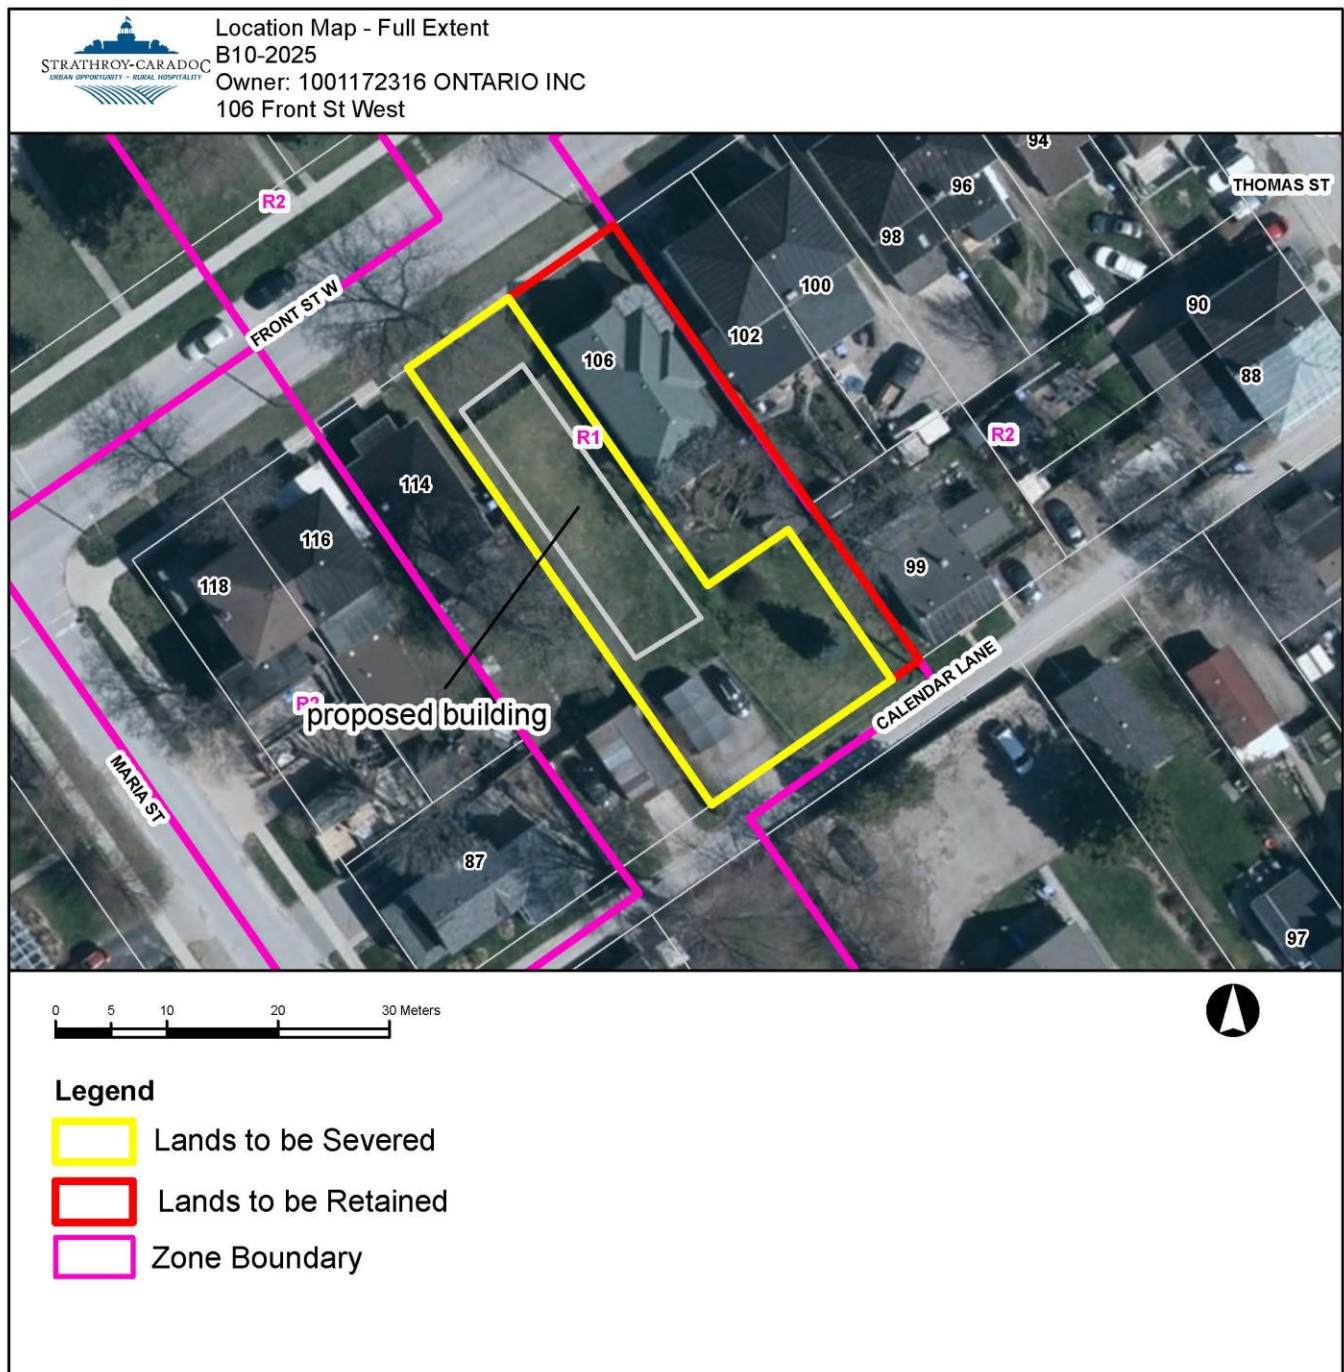 STRATHROY-CARADOC
URBAN OPPORTUNITY ~ RURAL HOSPITALITY
Location Map - Full Extent
B10-2025
Owner: 1001172316 ONTARIO INC
106 Front St West
94
THOMAS ST
96
R2
98
100
90
FRONT ST W
102
106
88
R1
R2
114
116
99
118
R2
proposed building
CALENDAR LANE
MARIA ST
87
97
0 5 10 20 30 Meters
Legend
Lands to be Severed
Lands to be Retained
Zone Boundary